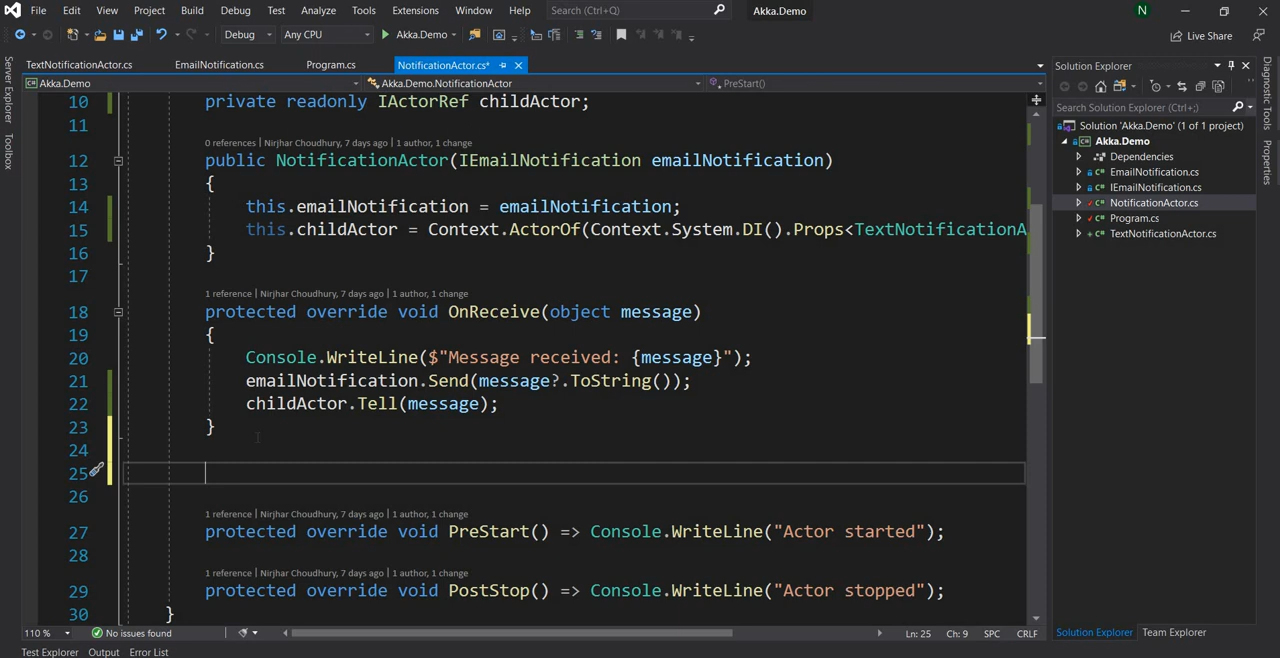 File Edit View Project Build Debug Test Analyze Tools Extensions Window Help Search (Ctrl+Q) Akka.Demo N
Debug Any CPU Akka.Demo Live Share
TextNotificationActor.cs EmailNotification.cs Program.cs NotificationActor.cs*
Akka.Demo Akka.Demo.NotificationActor PreStart()
10 private readonly IActorRef childActor;
11
0 references | Nirjhar Choudhury, 7 days ago | 1 author, 1 change
12 public NotificationActor(IEmailNotification emailNotification)
13 {
14 this.emailNotification = emailNotification;
15 this.childActor = Context.ActorOf(Context.System.DI().Props<TextNotificationA
16 }
17
1 reference | Nirjhar Choudhury, 7 days ago | 1 author, 1 change
18 protected override void OnReceive(object message)
19 {
20 Console.WriteLine($"Message received: {message}");
21 emailNotification.Send(message?.ToString());
22 childActor.Tell(message);
23 }
24
25
26
1 reference | Nirjhar Choudhury, 7 days ago | 1 author, 1 change
27 protected override void PreStart() => Console.WriteLine("Actor started");
28
1 reference | Nirjhar Choudhury, 7 days ago | 1 author, 1 change
29 protected override void PostStop() => Console.WriteLine("Actor stopped");
30 }
110 % No issues found Ln: 25 Ch: 9 SPC CRLF
Test Explorer Output Error List
Server Explorer
Toolbox
Solution Explorer
Search Solution Explorer (Ctrl+;)
Solution 'Akka.Demo' (1 of 1 project)
Akka.Demo
Dependencies
EmailNotification.cs
IEmailNotification.cs
NotificationActor.cs
Program.cs
TextNotificationActor.cs
Solution Explorer Team Explorer
Diagnostic Tools
Properties